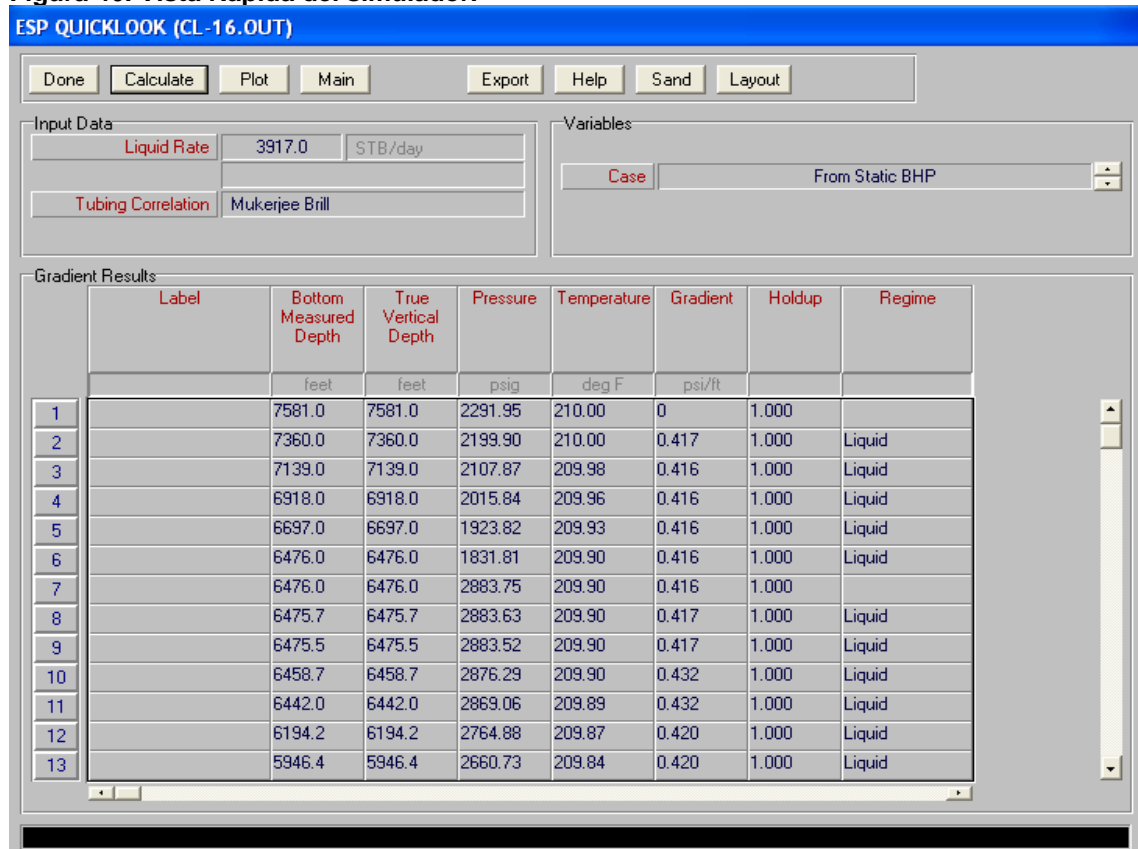 Figura 40. Vista Rápida del simulador.
ESP QUICKLOOK (CL-16.OUT)
Done Calculate Plot Main Export Help Sand Layout
Input Data
Liquid Rate 3917.0 STB/day
Tubing Correlation Mukerjee Brill
Variables
Case From Static BHP
Gradient Results
Label Bottom Measured Depth True Vertical Depth Pressure Temperature Gradient Holdup Regime
feet feet psig deg F psi/ft
1 7581.0 7581.0 2291.95 210.00 0 1.000
2 7360.0 7360.0 2199.90 210.00 0.417 1.000 Liquid
3 7139.0 7139.0 2107.87 209.98 0.416 1.000 Liquid
4 6918.0 6918.0 2015.84 209.96 0.416 1.000 Liquid
5 6697.0 6697.0 1923.82 209.93 0.416 1.000 Liquid
6 6476.0 6476.0 1831.81 209.90 0.416 1.000 Liquid
7 6476.0 6476.0 2883.75 209.90 0.416 1.000
8 6475.7 6475.7 2883.63 209.90 0.417 1.000 Liquid
9 6475.5 6475.5 2883.52 209.90 0.417 1.000 Liquid
10 6458.7 6458.7 2876.29 209.90 0.432 1.000 Liquid
11 6442.0 6442.0 2869.06 209.89 0.432 1.000 Liquid
12 6194.2 6194.2 2764.88 209.87 0.420 1.000 Liquid
13 5946.4 5946.4 2660.73 209.84 0.420 1.000 Liquid